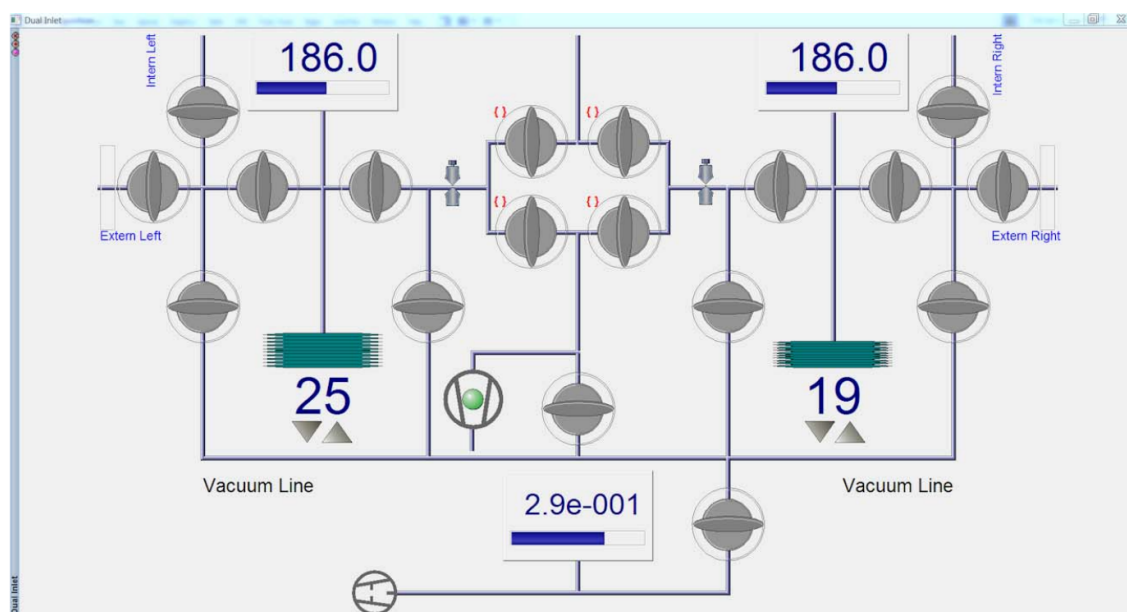 Dual Inlet
Intern Left
186.0
186.0
Intern Right
{ }
{ }
{ }
{ }
Extern Left
Extern Right
25
19
Vacuum Line
Vacuum Line
2.9e-001
Dual Inlet